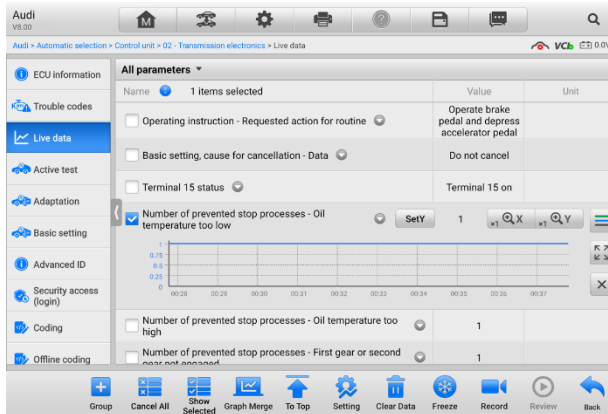 Audi
V8.00
Audi > Automatic selection > Control unit > 02 - Transmission electronics > Live data
VCb
0.0V
ECU information
Trouble codes
Live data
Active test
Adaptation
Basic setting
Advanced ID
Security access
(login)
Coding
Offline coding
All parameters
Name 1 items selected Value Unit
Operating instruction - Requested action for routine
Operate brake
pedal and depress
accelerator pedal
Basic setting, cause for cancellation - Data
Do not cancel
Terminal 15 status
Terminal 15 on
Number of prevented stop processes - Oil
temperature too low
SetY
1
×1 X
×1 Y
1
0.75
0.5
0.25
0
00:28 00:29 00:30 00:31 00:32 00:33 00:34 00:35 00:36 00:37
Number of prevented stop processes - Oil temperature too
high
1
Number of prevented stop processes - First gear or second
gear not engaged
1
Group
Cancel All
Show
Selected
Graph Merge
To Top
Setting
Clear Data
Freeze
Record
Review
Back